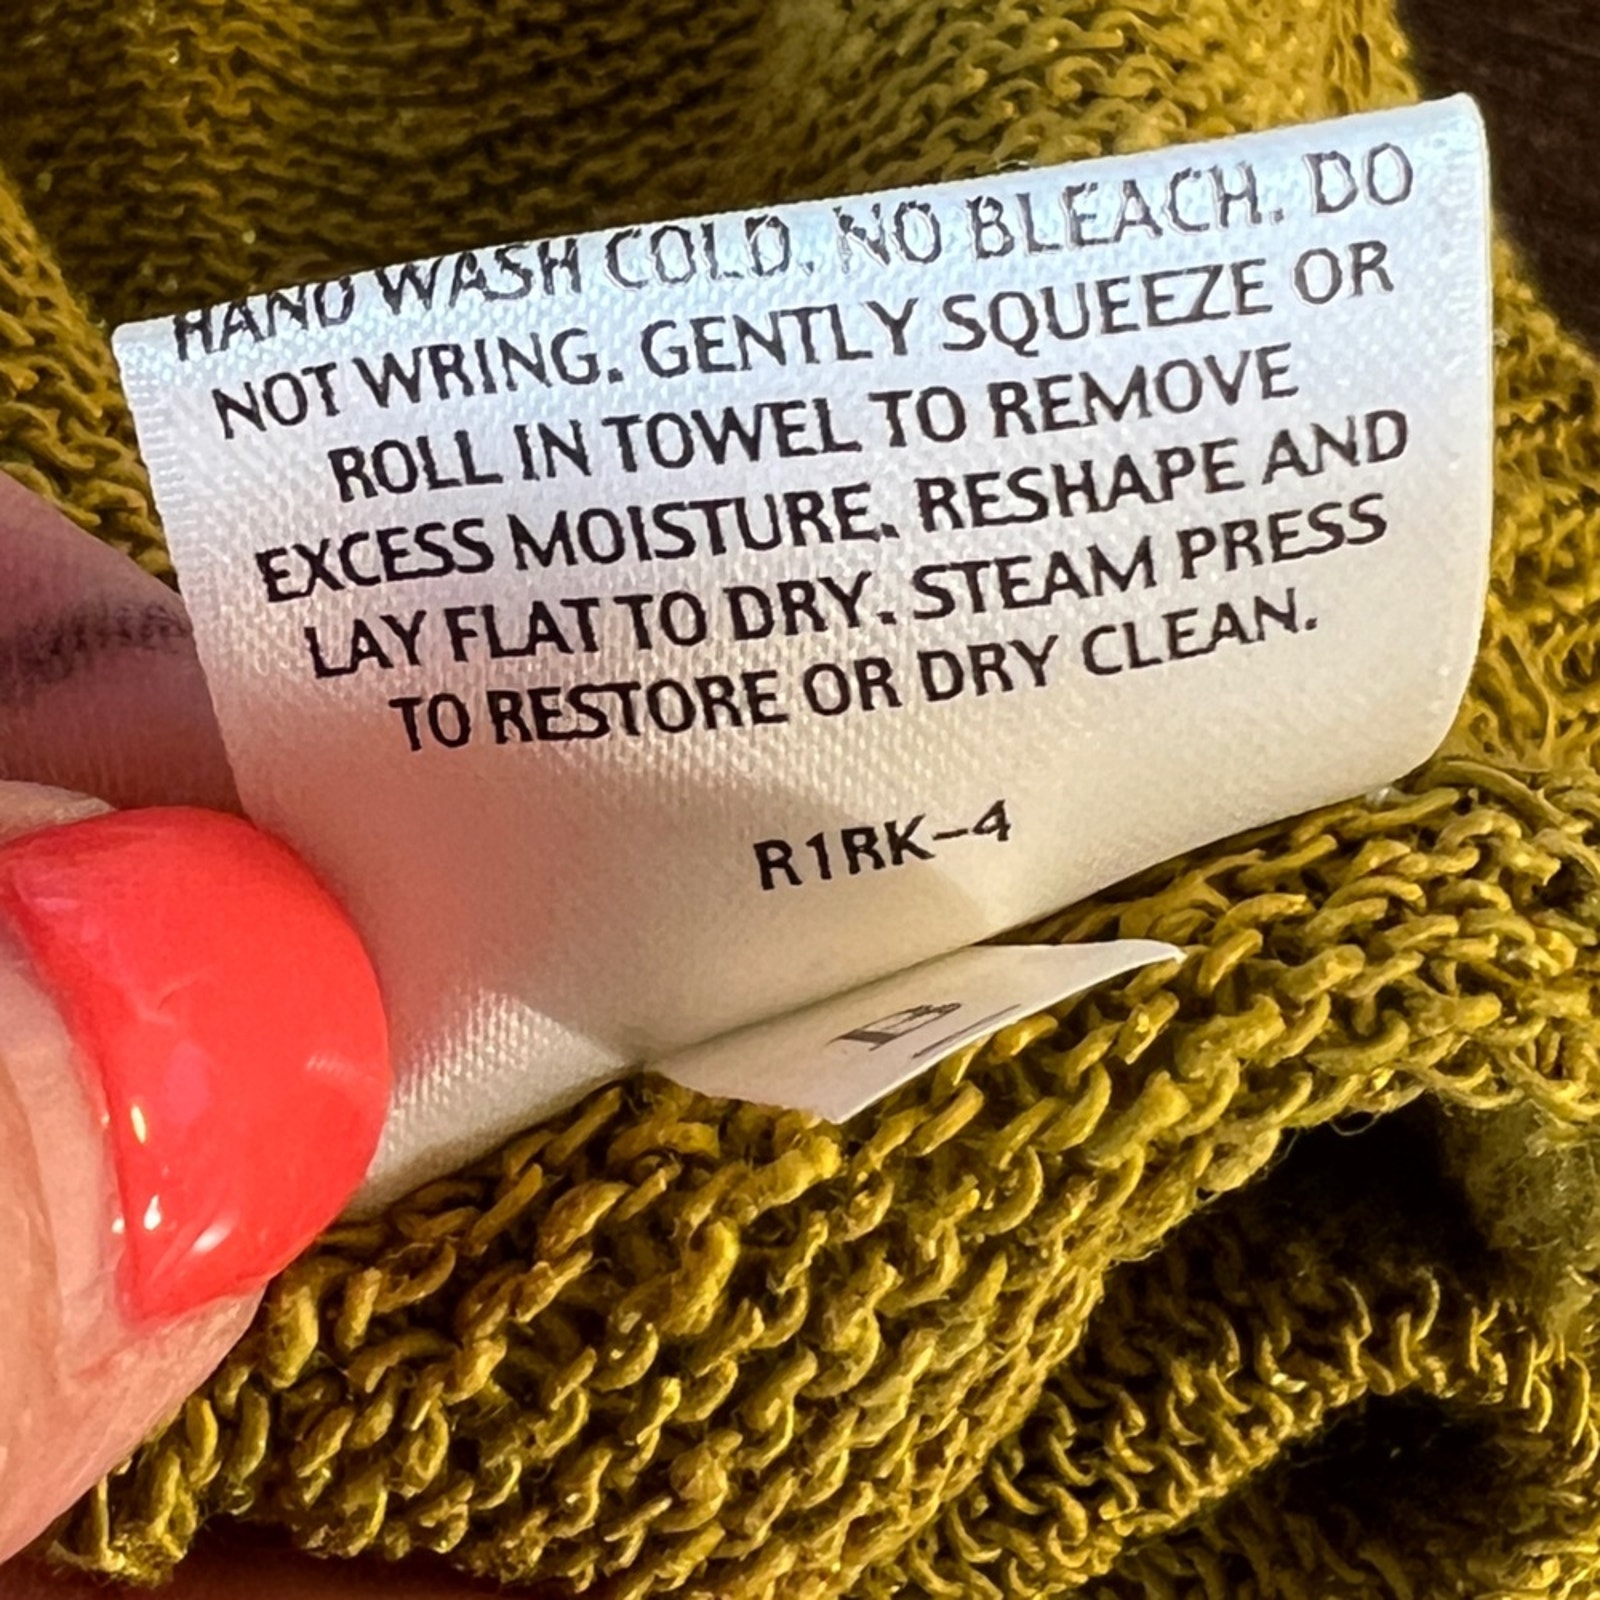 HAND WASH COLD. NO BLEACH. DO
NOT WRING. GENTLY SQUEEZE OR
ROLL IN TOWEL TO REMOVE
EXCESS MOISTURE. RESHAPE AND
LAY FLAT TO DRY. STEAM PRESS
TO RESTORE OR DRY CLEAN.
R1RK-4